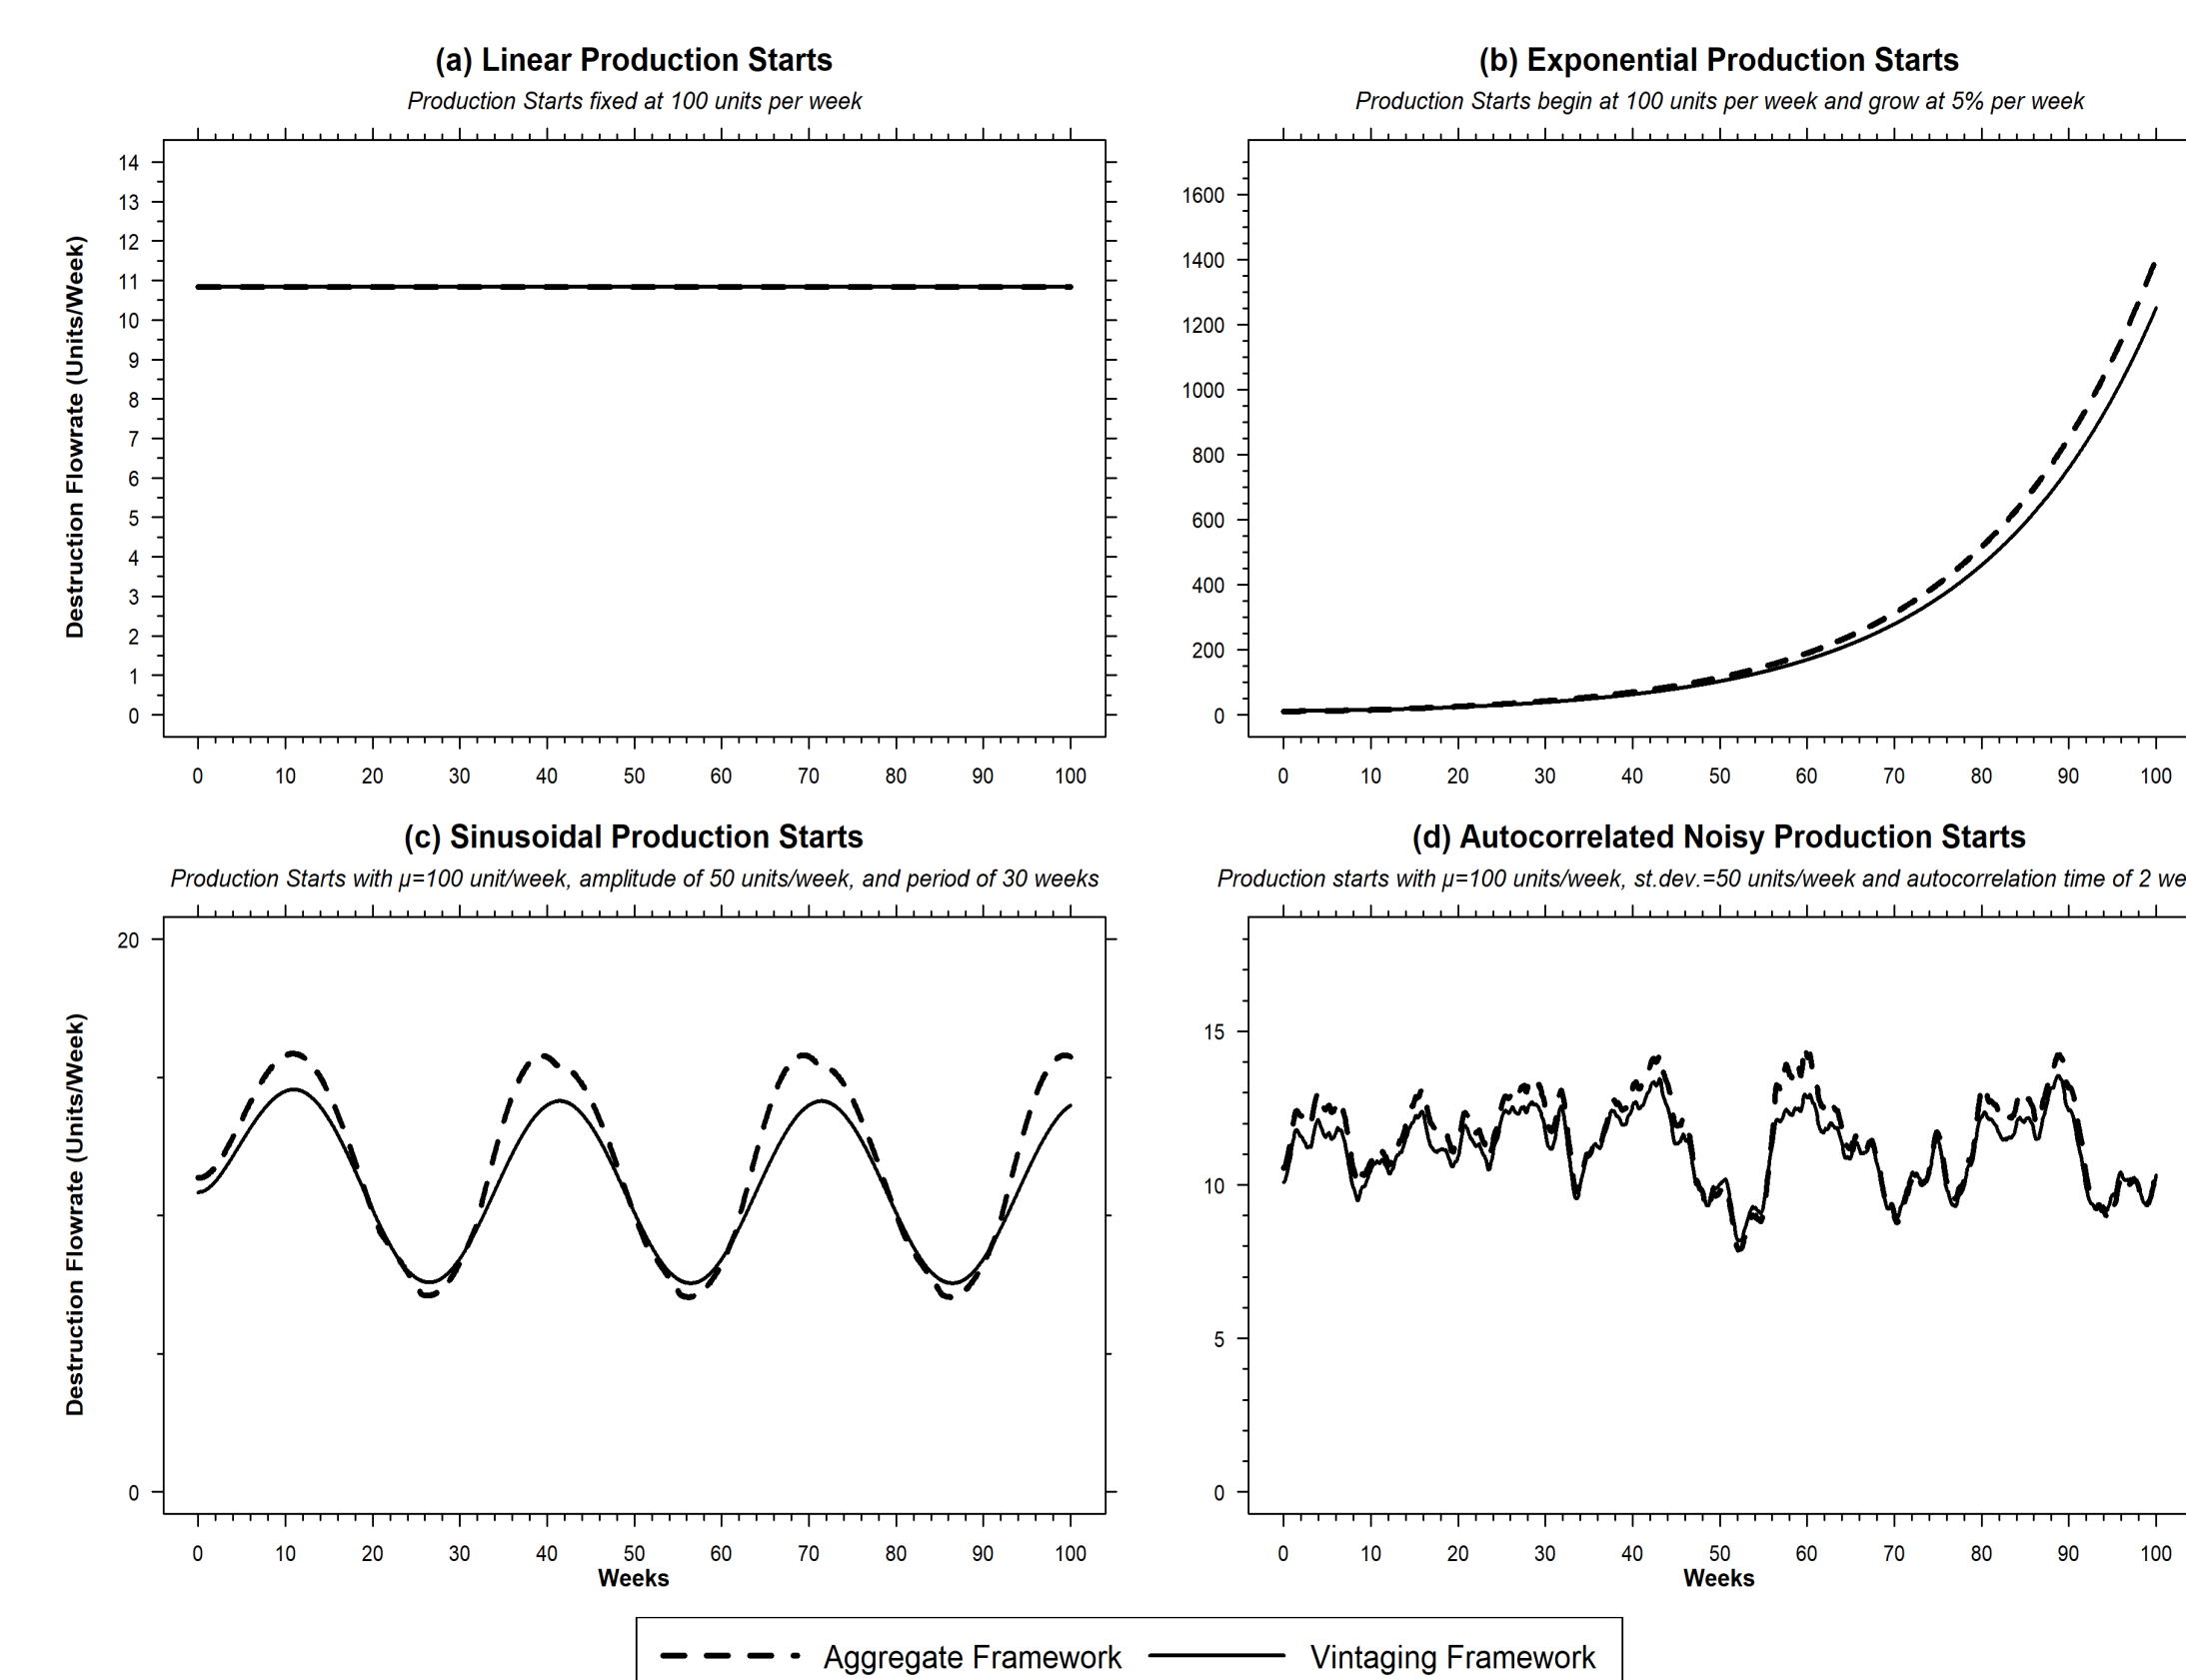 (a) Linear Production Starts
Production Starts fixed at 100 units per week
Destruction Flowrate (Units/Week)
14
13
12
11
10
9
8
7
6
5
4
3
2
1
0
0 10 20 30 40 50 60 70 80 90 100
(b) Exponential Production Starts
Production Starts begin at 100 units per week and grow at 5% per week
1600
1400
1200
1000
800
600
400
200
0
0 10 20 30 40 50 60 70 80 90 100
(c) Sinusoidal Production Starts
Production Starts with μ=100 unit/week, amplitude of 50 units/week, and period of 30 weeks
Destruction Flowrate (Units/Week)
20
0
0 10 20 30 40 50 60 70 80 90 100
Weeks
(d) Autocorrelated Noisy Production Starts
Production starts with μ=100 units/week, st.dev.=50 units/week and autocorrelation time of 2 we
15
10
5
0
0 10 20 30 40 50 60 70 80 90 100
Weeks
Aggregate Framework Vintaging Framework